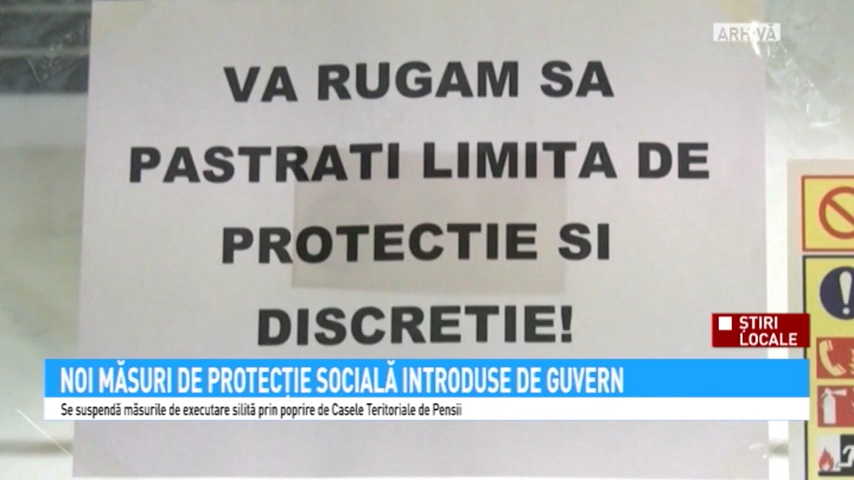 ARHIVĂ
VA RUGAM SA
PASTRATI LIMITA DE
PROTECTIE SI
DISCRETIE!
ȘTIRI
LOCALE
NOI MĂSURI DE PROTECȚIE SOCIALĂ INTRODUSE DE GUVERN
Se suspendă măsurile de executare silită prin poprire de Casele Teritoriale de Pensii